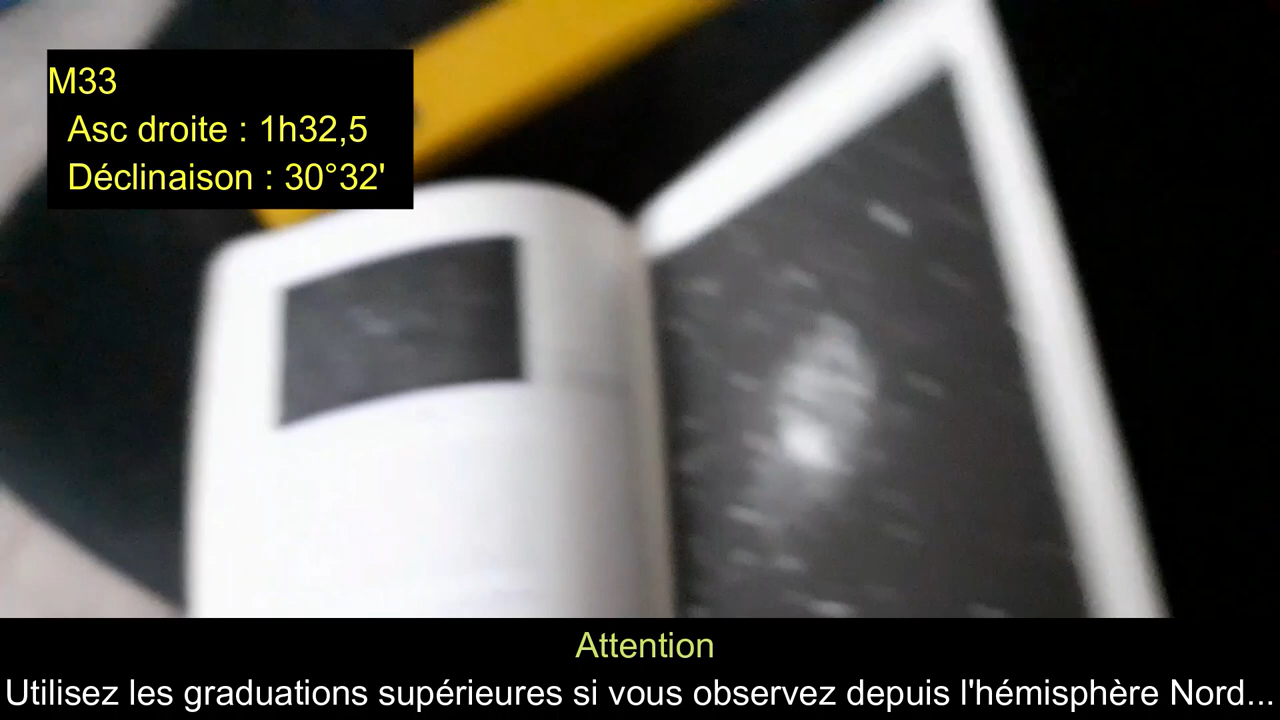 M33
Asc droite : 1h32,5
Déclinaison : 30°32'
Attention
Utilisez les graduations supérieures si vous observez depuis l'hémisphère Nord...